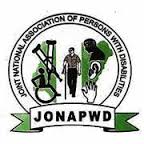 JOINT NATIONAL ASSOCIATION OF PERSONS WITH DISABILITIES
JONAPWD